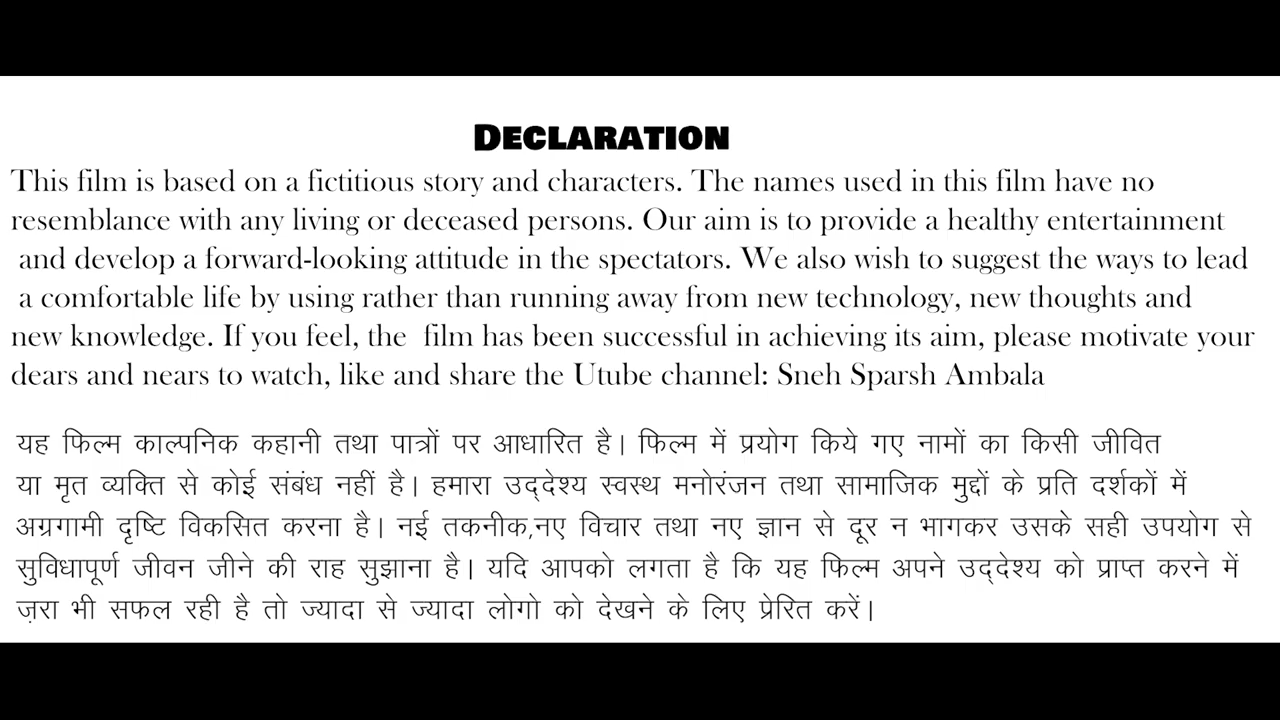 DECLARATION
This film is based on a fictitious story and characters. The names used in this film have no
resemblance with any living or deceased persons. Our aim is to provide a healthy entertainment
and develop a forward-looking attitude in the spectators. We also wish to suggest the ways to lead
a comfortable life by using rather than running away from new technology, new thoughts and
new knowledge. If you feel, the film has been successful in achieving its aim, please motivate your
dears and nears to watch, like and share the Utube channel: Sneh Sparsh Ambala
यह फिल्म काल्पनिक कहानी तथा पात्रों पर आधारित है। फिल्म में प्रयोग किये गए नामों का किसी जीवित
या मृत व्यक्ति से कोई संबंध नहीं है। हमारा उद्देश्य स्वस्थ मनोरंजन तथा सामाजिक मुद्दों के प्रति दर्शकों में
अग्रगामी दृष्टि विकसित करना है। नई तकनीक,नए विचार तथा नए ज्ञान से दूर न भागकर उसके सही उपयोग से
सुविधापूर्ण जीवन जीने की राह सुझाना है। यदि आपको लगता है कि यह फिल्म अपने उद्देश्य को प्राप्त करने में
ज़रा भी सफल रही है तो ज्यादा से ज्यादा लोगो को देखने के लिए प्रेरित करें।